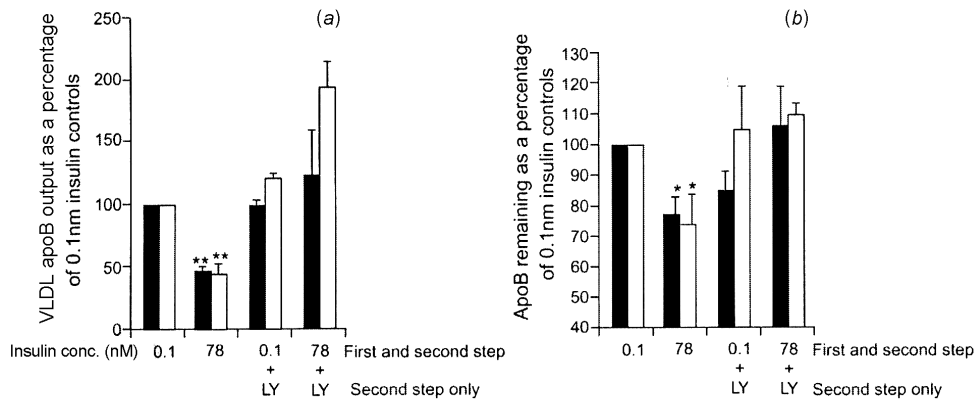 (a)
VLDL apoB output as a percentage
of 0.1nm insulin controls
250
200
150
100
50
0
** **
Insulin conc. (nM) 0.1 78 0.1 78 First and second step
+ +
LY LY Second step only
(b)
ApoB remaining as a percentage
of 0.1nm insulin controls
130
120
110
100
90
80
70
60
50
40
* *
0.1 78 0.1 78 First and second step
+ +
LY LY Second step only